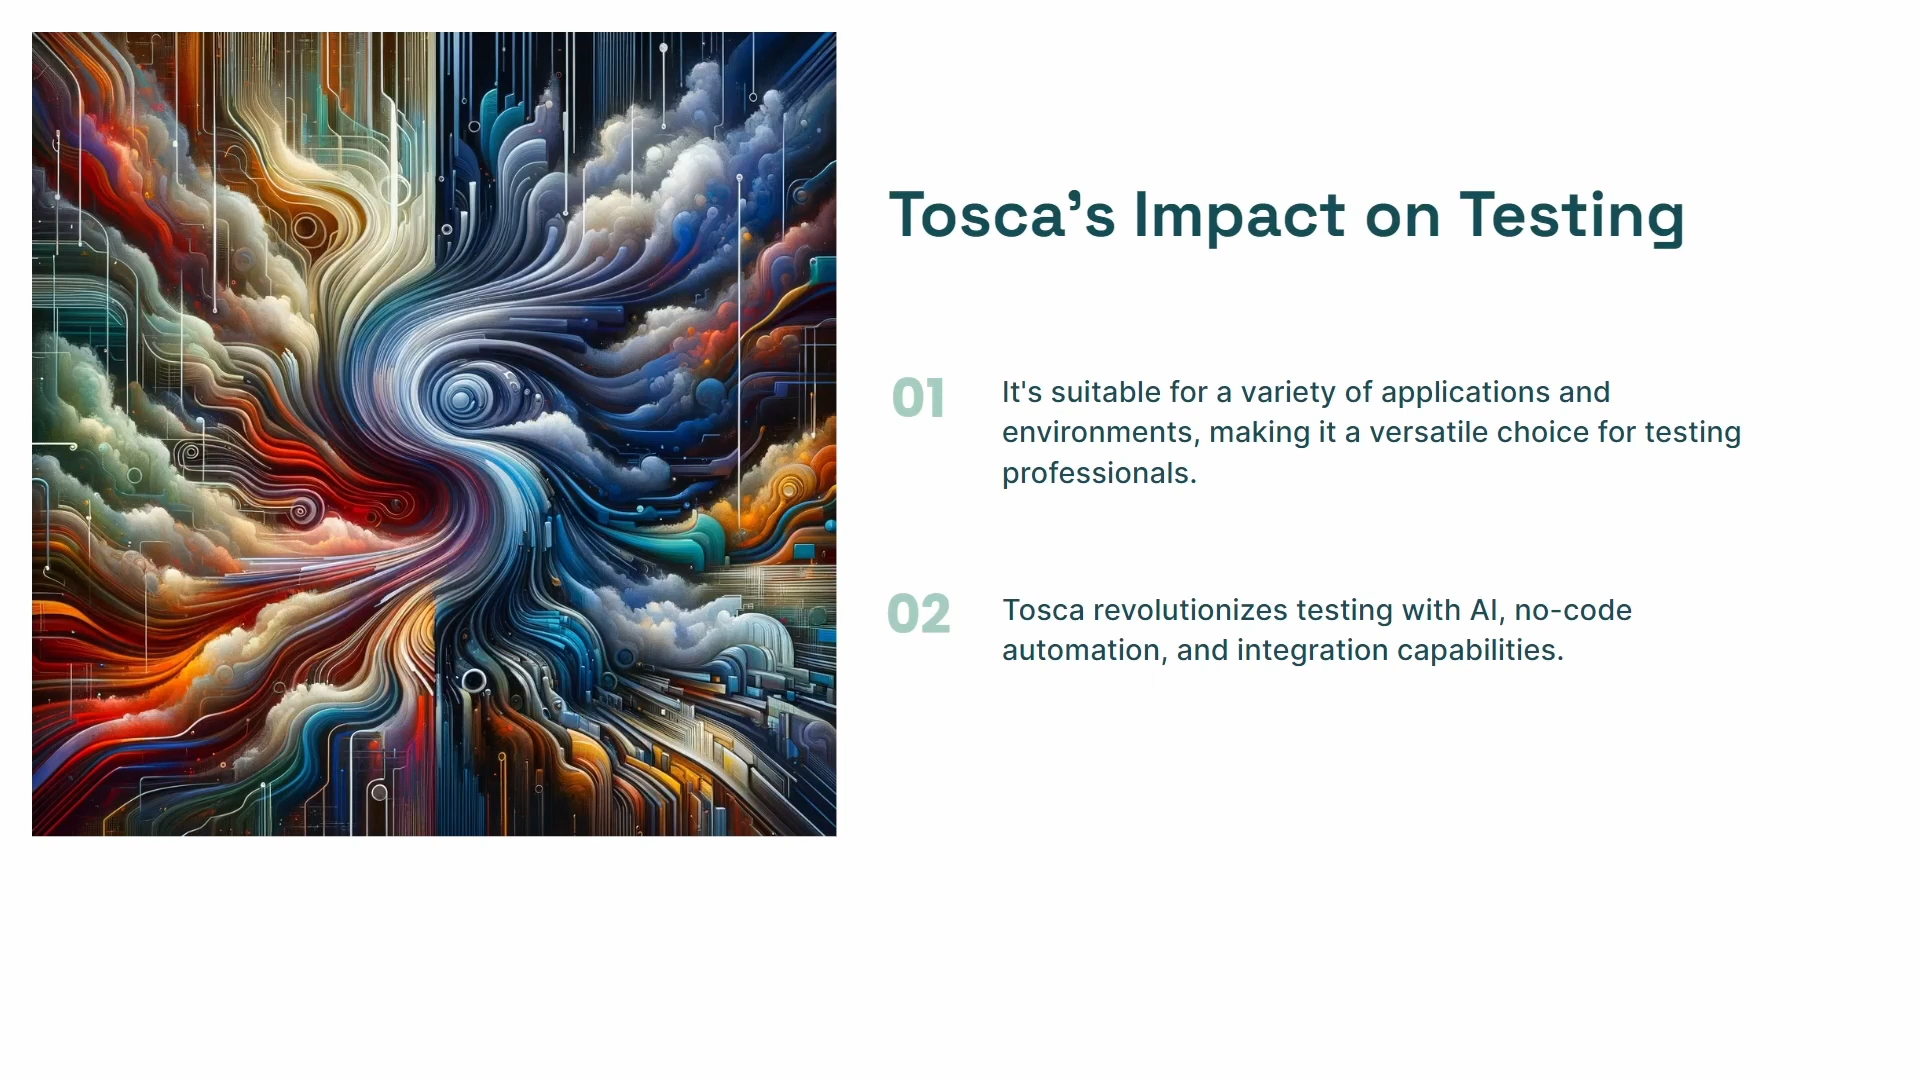 Tosca’s Impact on Testing
01
It's suitable for a variety of applications and
environments, making it a versatile choice for testing
professionals.
02
Tosca revolutionizes testing with AI, no-code
automation, and integration capabilities.